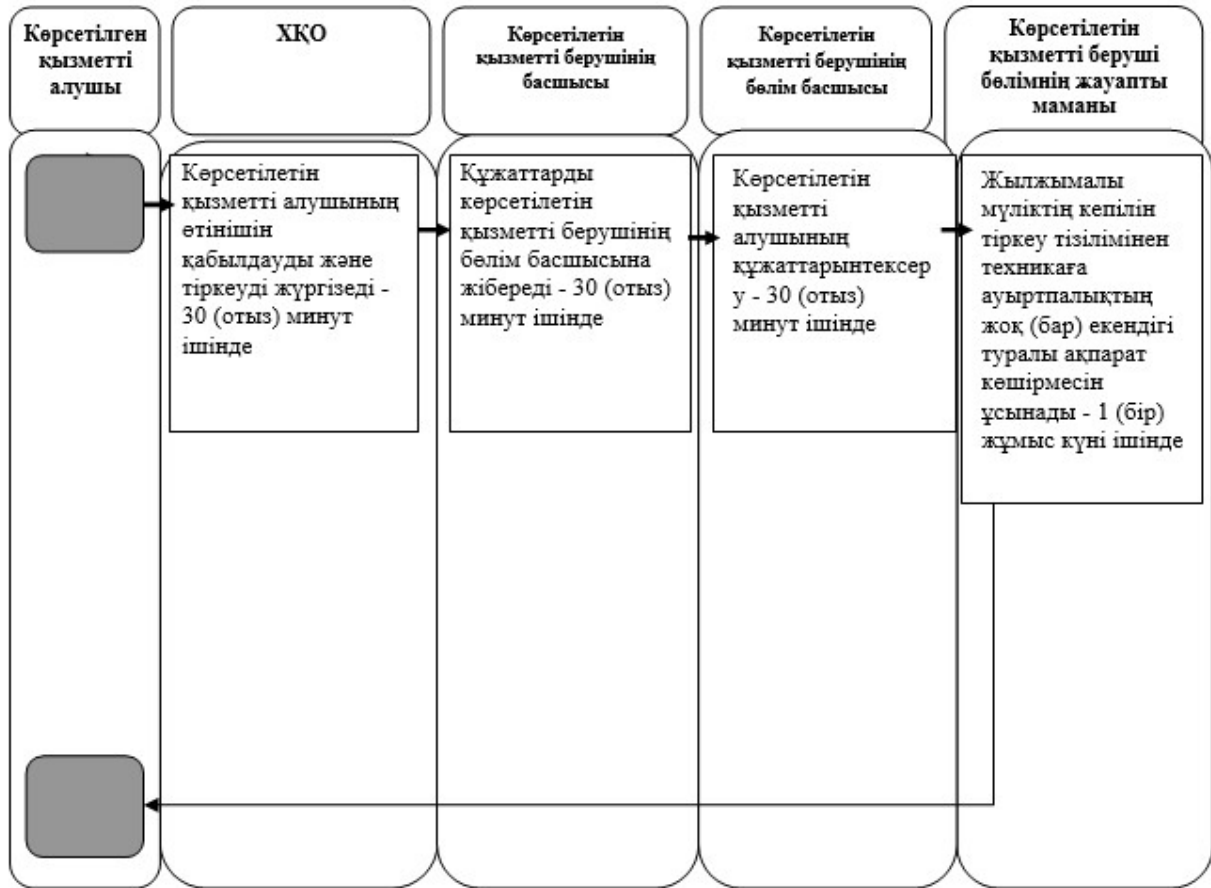 Көрсетілген
қызметті
алушы
ХҚО
Көрсетілетін
қызметті берушінің
басшысы
Көрсетілетін
қызметті берушінің
бөлім басшысы
Көрсетілетін
қызметті беруші
бөлімнің жауапты
маманы
Көрсетілетін
қызметті алушының
өтінішін
қабылдауды және
тіркеуді жүргізеді -
30 (отыз) минут
ішінде
Құжаттарды
көрсетілетін
қызметті берушінің
бөлім басшысына
жібереді - 30 (отыз)
минут ішінде
Көрсетілетін
қызметті
алушының
құжаттарынтексер
у - 30 (отыз)
минут ішінде
Жылжымалы
мүліктің кепілін
тіркеу тізілімінен
техникаға
ауыртпалықтың
жоқ (бар) екендігі
туралы ақпарат
көшірмесін
ұсынады - 1 (бір)
жұмыс күні ішінде